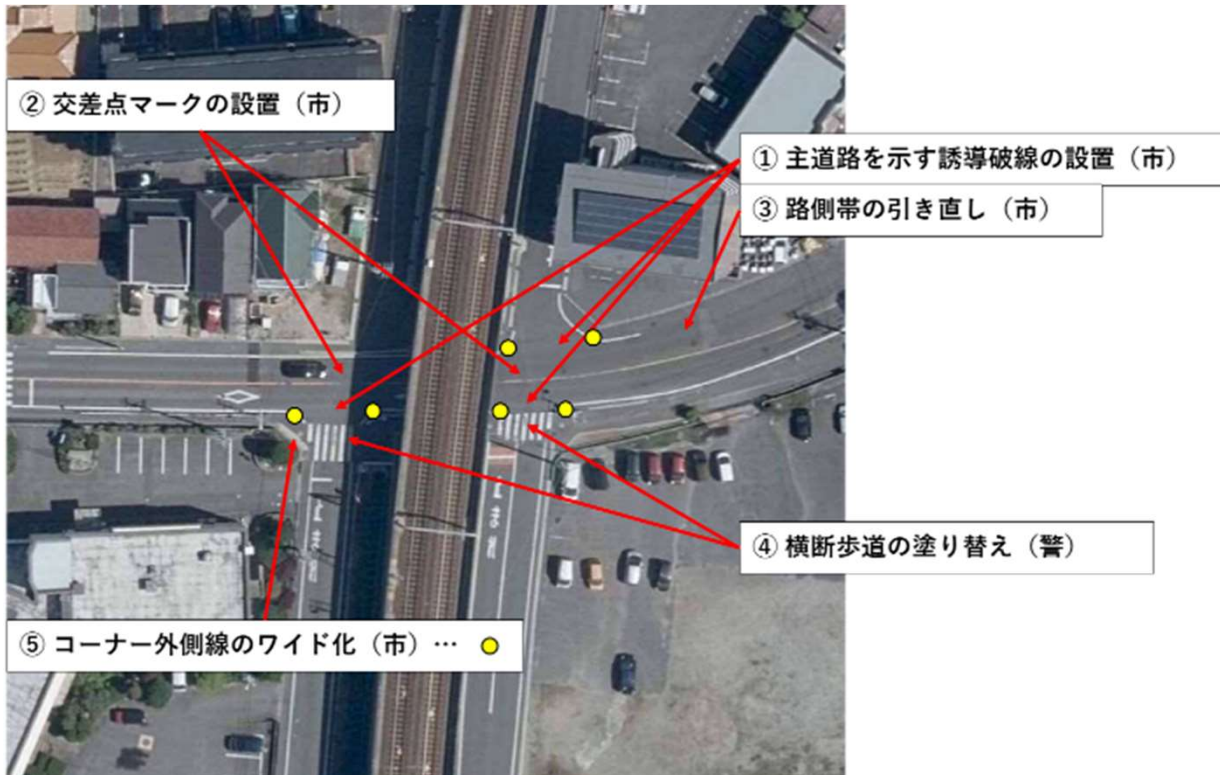 ② 交差点マークの設置（市）
① 主道路を示す誘導破線の設置（市）
③ 路側帯の引き直し（市）
④ 横断歩道の塗り替え（警）
⑤ コーナー外側線のワイド化（市）…